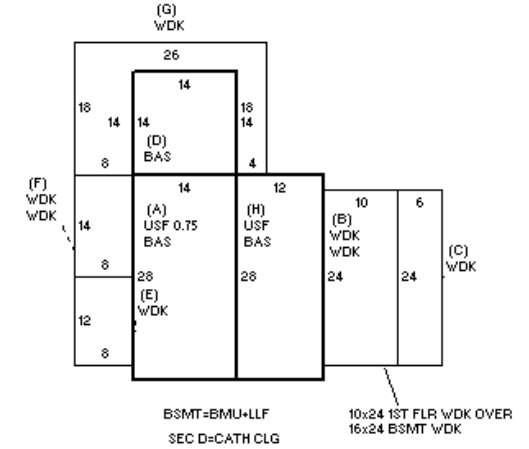 (G)
WDK
26
14
18
18
14
14
14
(D)
BAS
8
4
(F)
WDK
WDK
14
12
10
6
(A)
USF 0.75
BAS
(H)
USF
BAS
(B)
WDK
WDK
14
(C)
WDK
8
28
28
24
24
(E)
WDK
12
8
BSMT=BMU+LLF
SEC D=CATH CLG
10x24 1ST FLR WDK OVER
16x24 BSMT WDK